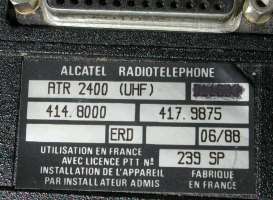 ALCATEL RADIOTELEPHONE
ATR 2400 (UHF)
414.8000 417.9875
ERD 06/88
UTILISATION EN FRANCE
AVEC LICENCE PTT Nº 239 SP
INSTALLATION DE L'APPAREIL FABRIQUE
PAR INSTALLATEUR ADMIS EN FRANCE